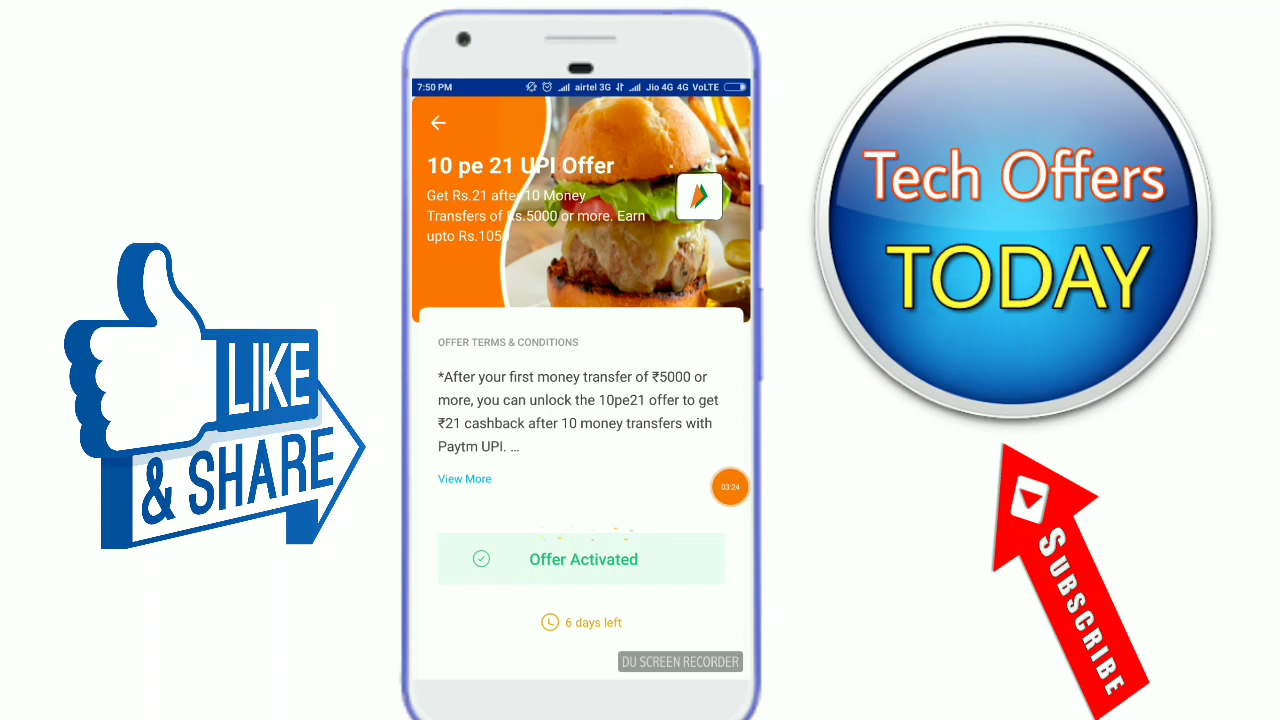 7:50 PM airtel 3G Jio 4G 4G VoLTE
10 pe 21 UPI Offer
Get Rs.21 after 10 Money
Transfers of Rs.5000 or more. Earn
upto Rs.105
OFFER TERMS & CONDITIONS
*After your first money transfer of ₹5000 or
more, you can unlock the 10pe21 offer to get
₹21 cashback after 10 money transfers with
Paytm UPI. ...
View More
03:24
Offer Activated
6 days left
DU SCREEN RECORDER
LIKE
& SHARE
Tech Offers
TODAY
SUBSCRIBE